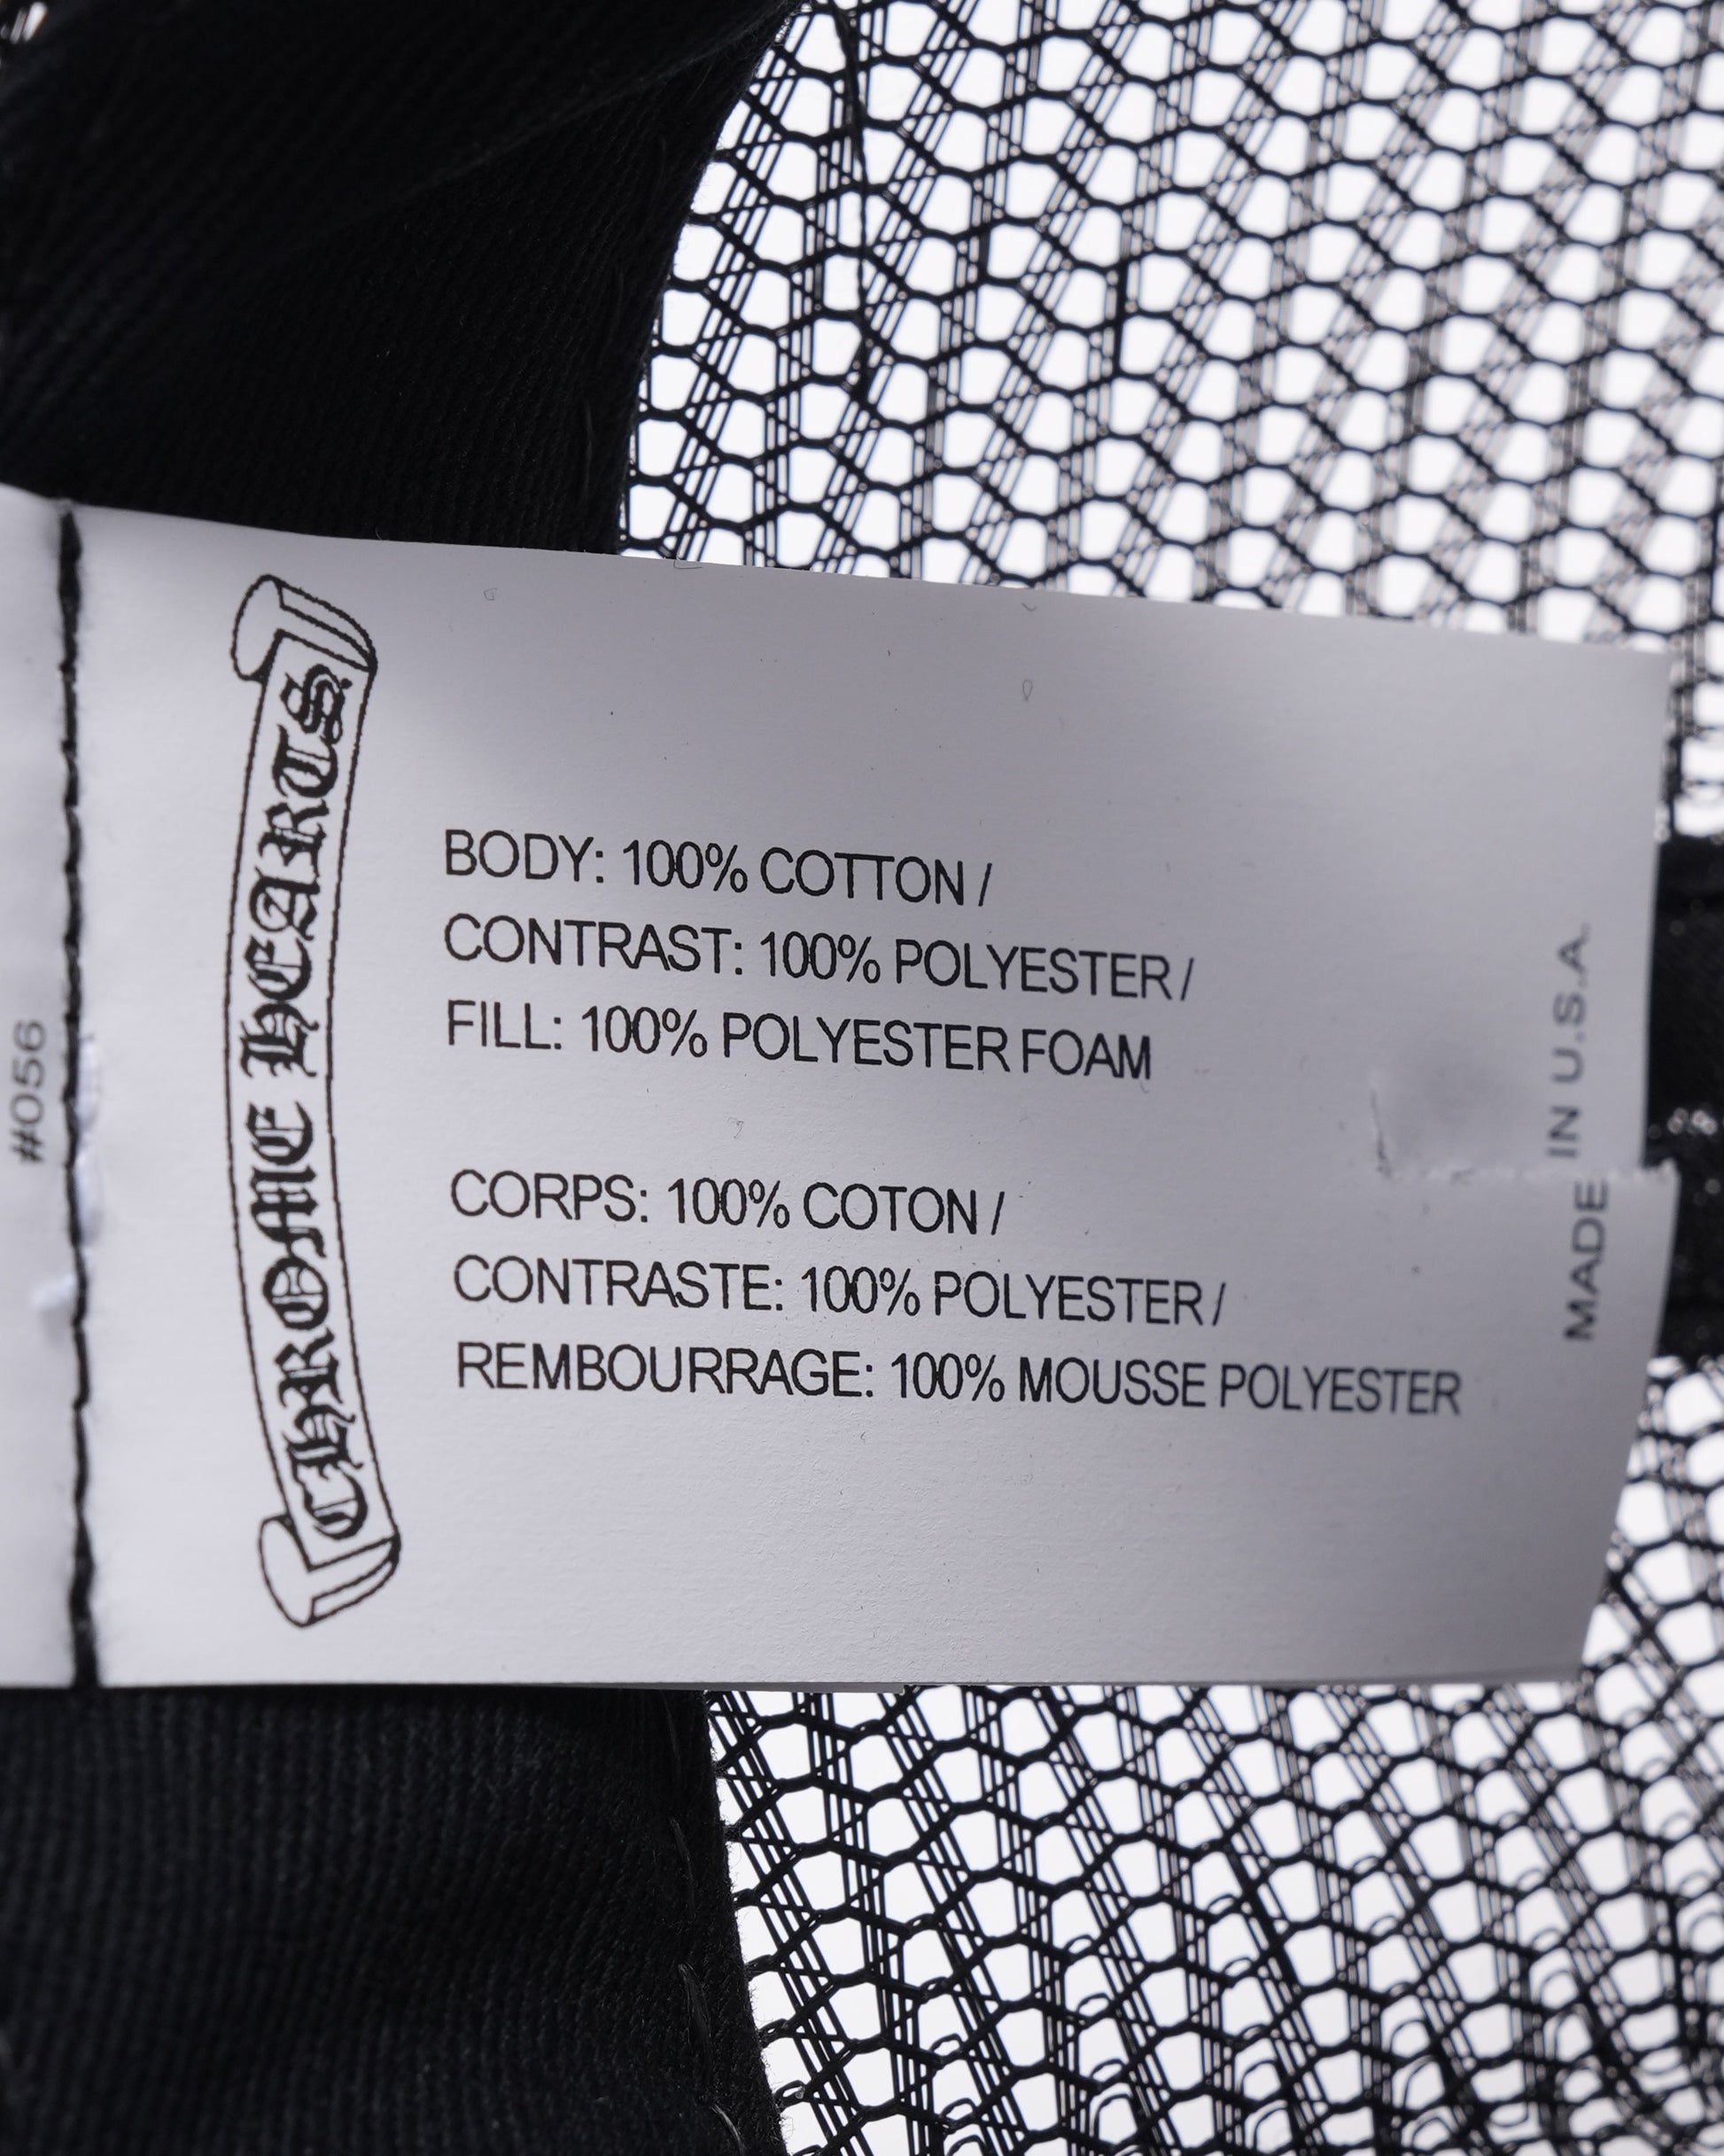 #056
CHROME HEARTS
BODY: 100% COTTON /
CONTRAST: 100% POLYESTER /
FILL: 100% POLYESTER FOAM
CORPS: 100% COTON /
CONTRASTE: 100% POLYESTER /
REMBOURRAGE: 100% MOUSSE POLYESTER
MADE IN U.S.A.